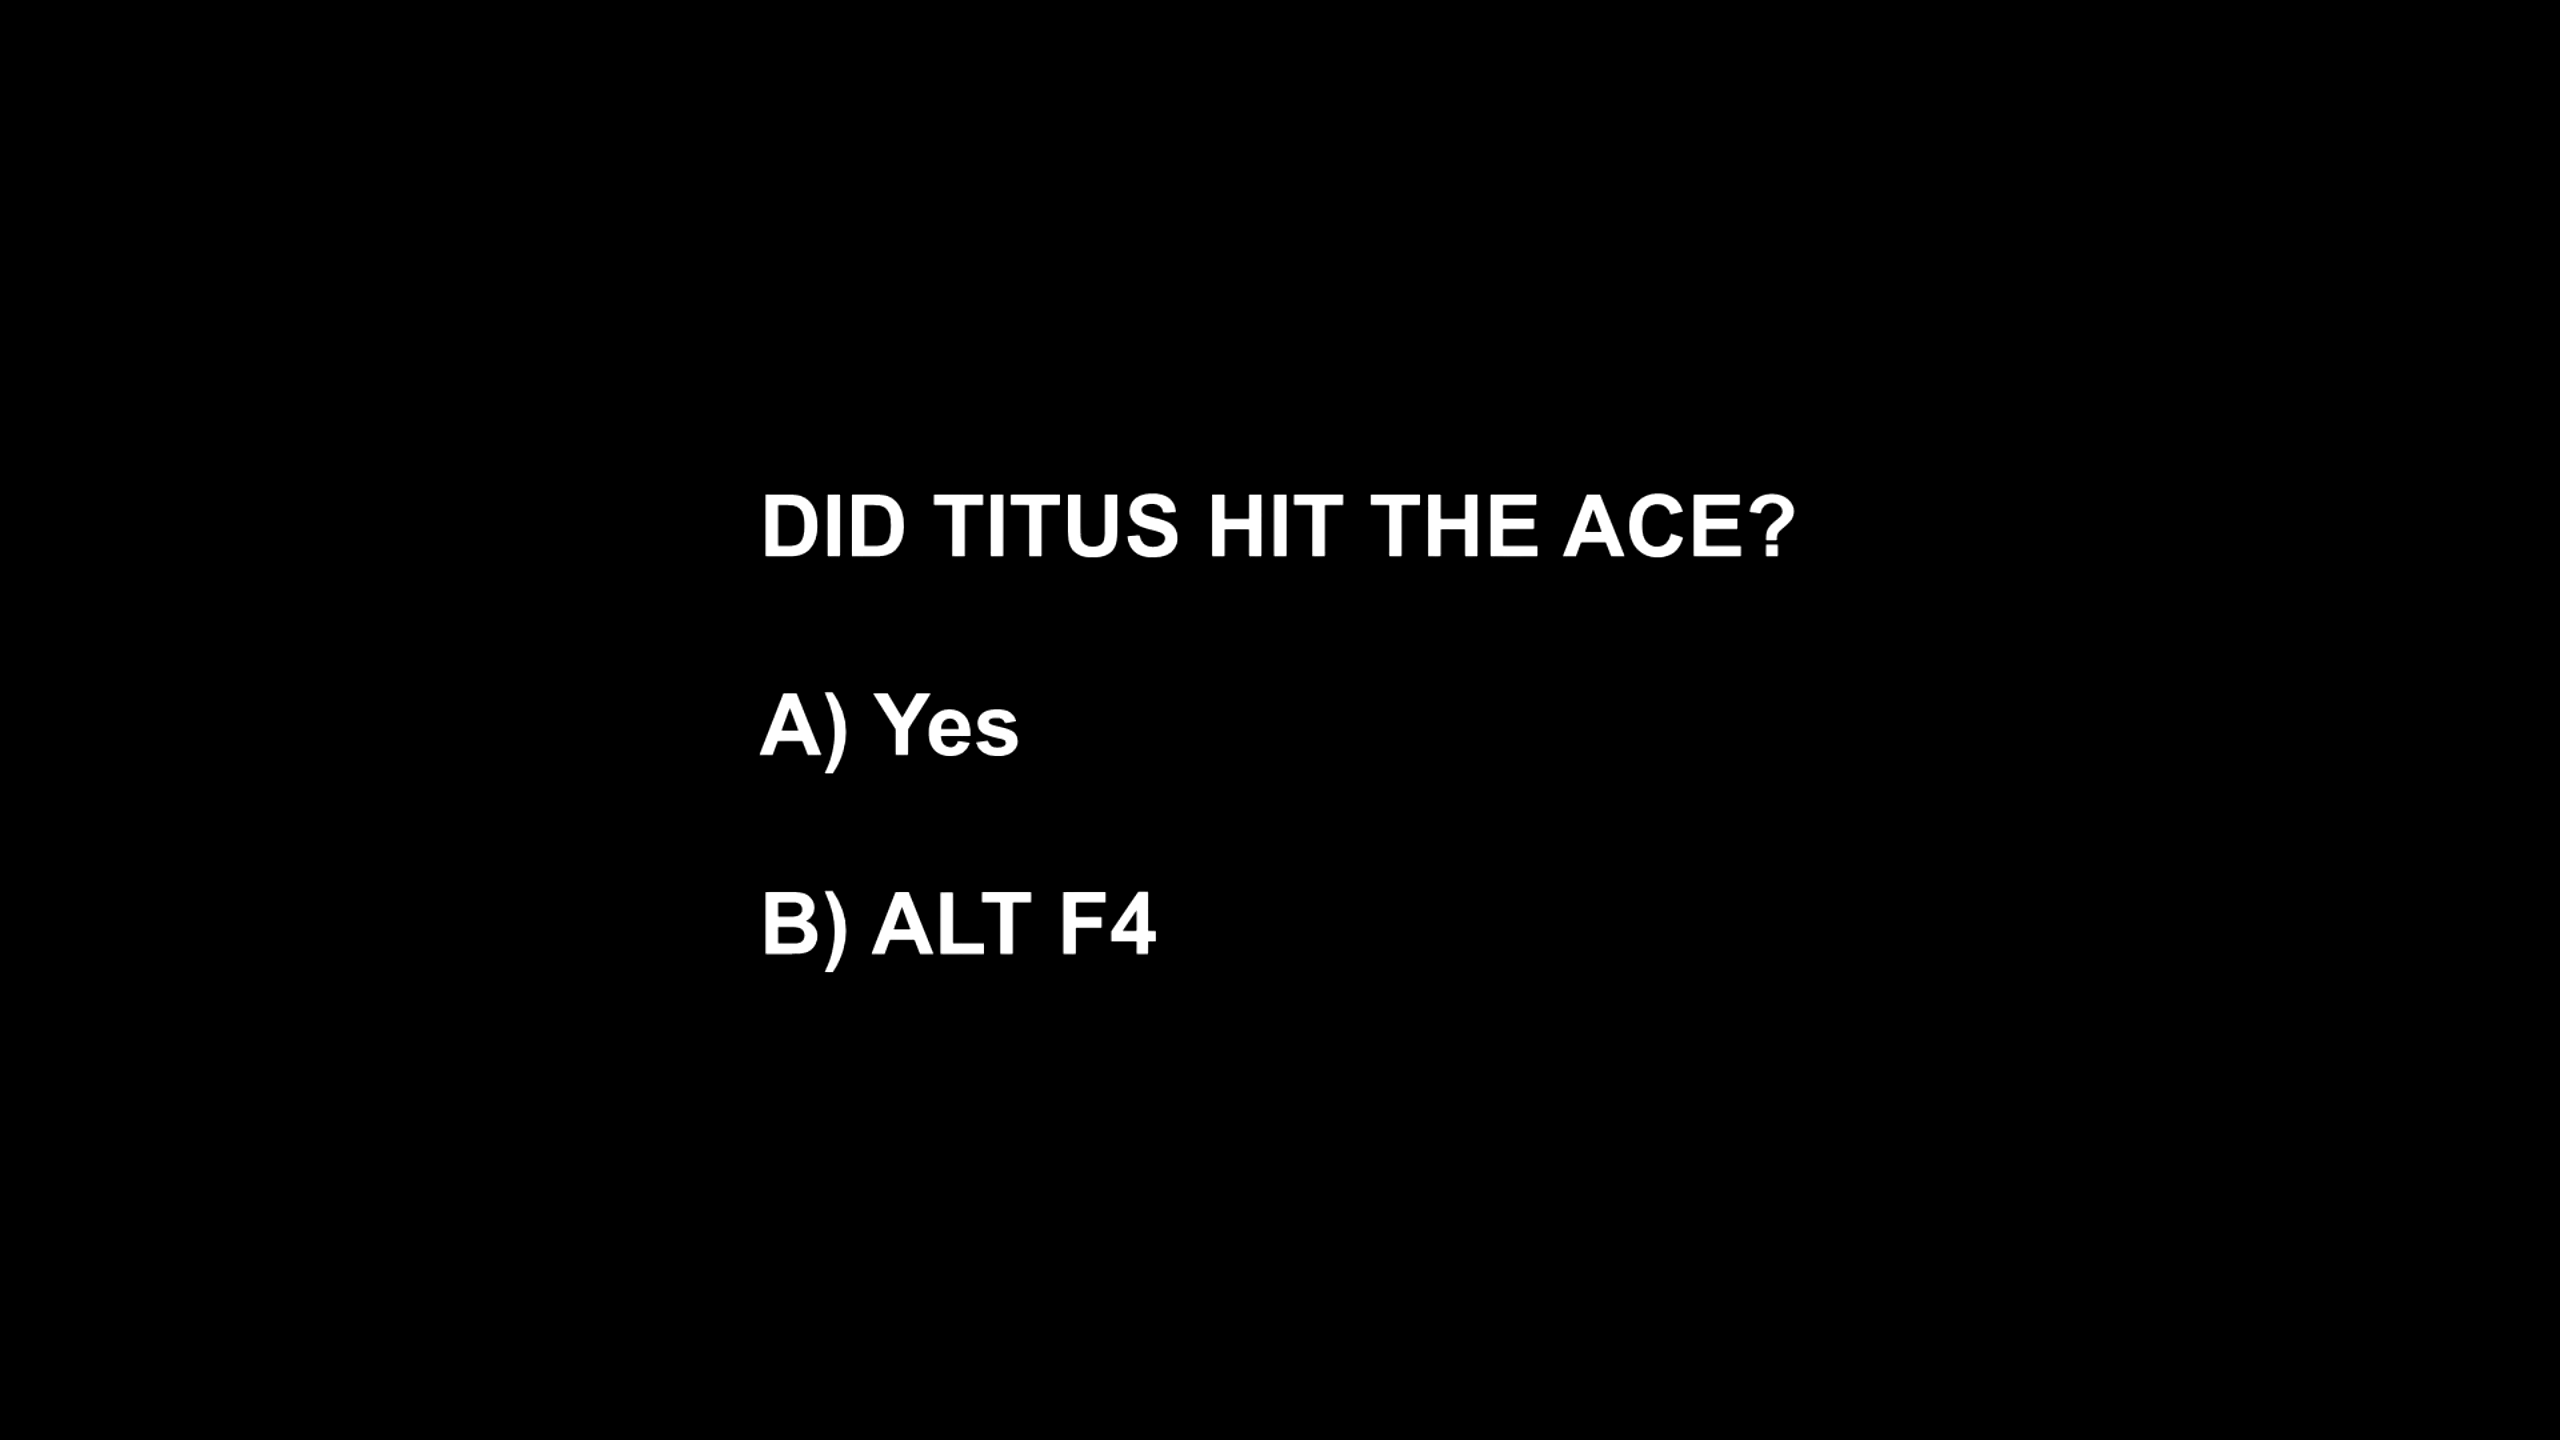 DID TITUS HIT THE ACE?
A) Yes
B) ALT F4